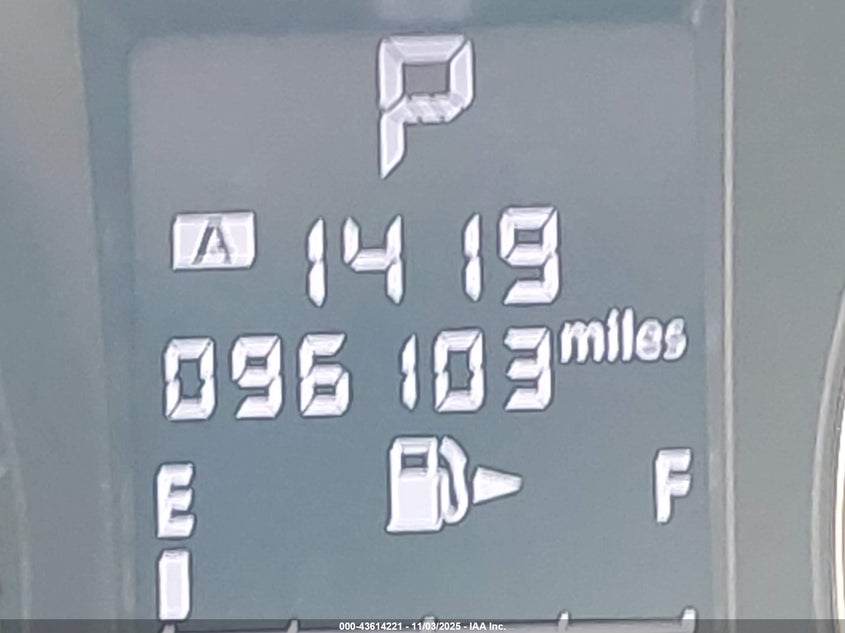 P
A 1419
096103 miles
E F
000-43614221 - 11/03/2025 - IAA Inc.